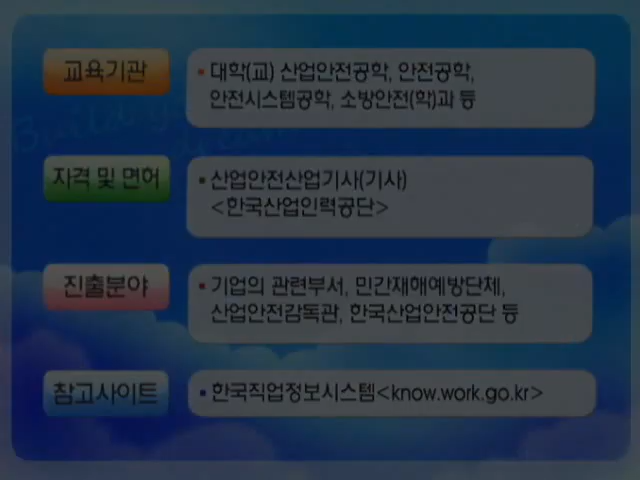 교육기관
• 대학(교) 산업안전공학, 안전공학,
안전시스템공학, 소방안전(학)과 등
자격 및 면허
• 산업안전산업기사(기사)
<한국산업인력공단>
진출분야
• 기업의 관련부서, 민간재해예방단체,
산업안전감독관, 한국산업안전공단 등
참고사이트
• 한국직업정보시스템<know.work.go.kr>